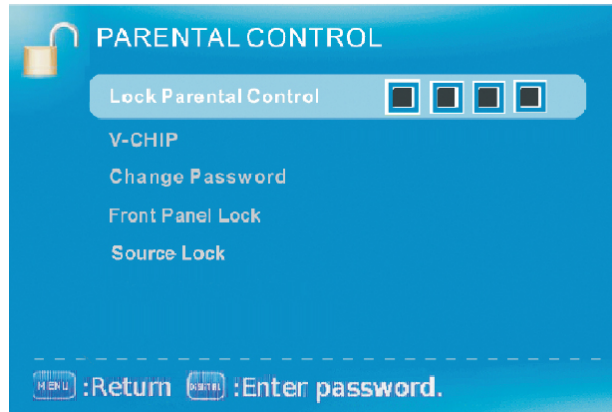 PARENTAL CONTROL
Lock Parental Control
V-CHIP
Change Password
Front Panel Lock
Source Lock
MENU :Return DIGITAL :Enter password.